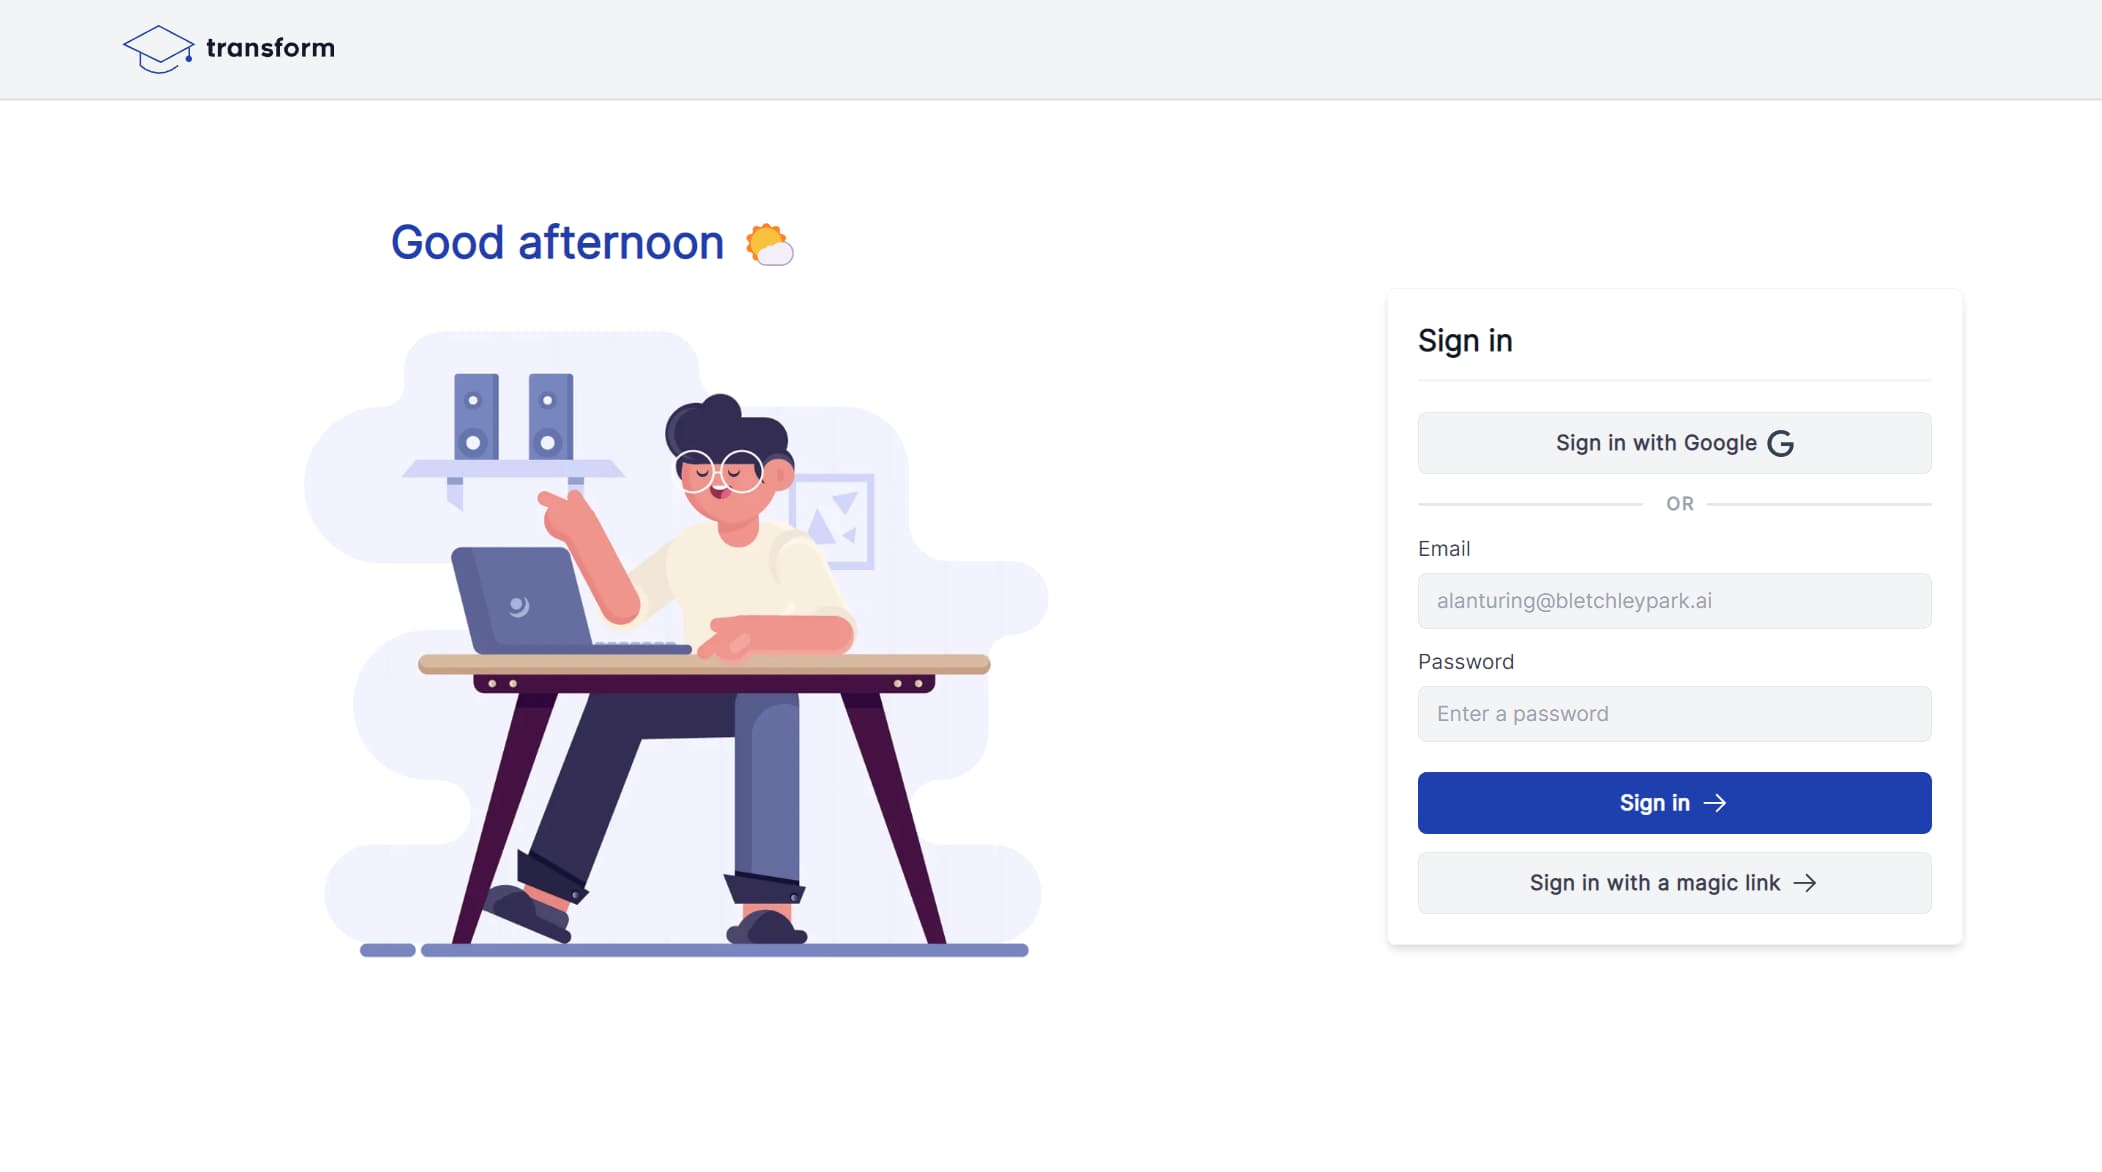 transform
Good afternoon
Sign in
Sign in with Google
OR
Email
alanturing@bletchleypark.ai
Password
Enter a password
Sign in →
Sign in with a magic link →